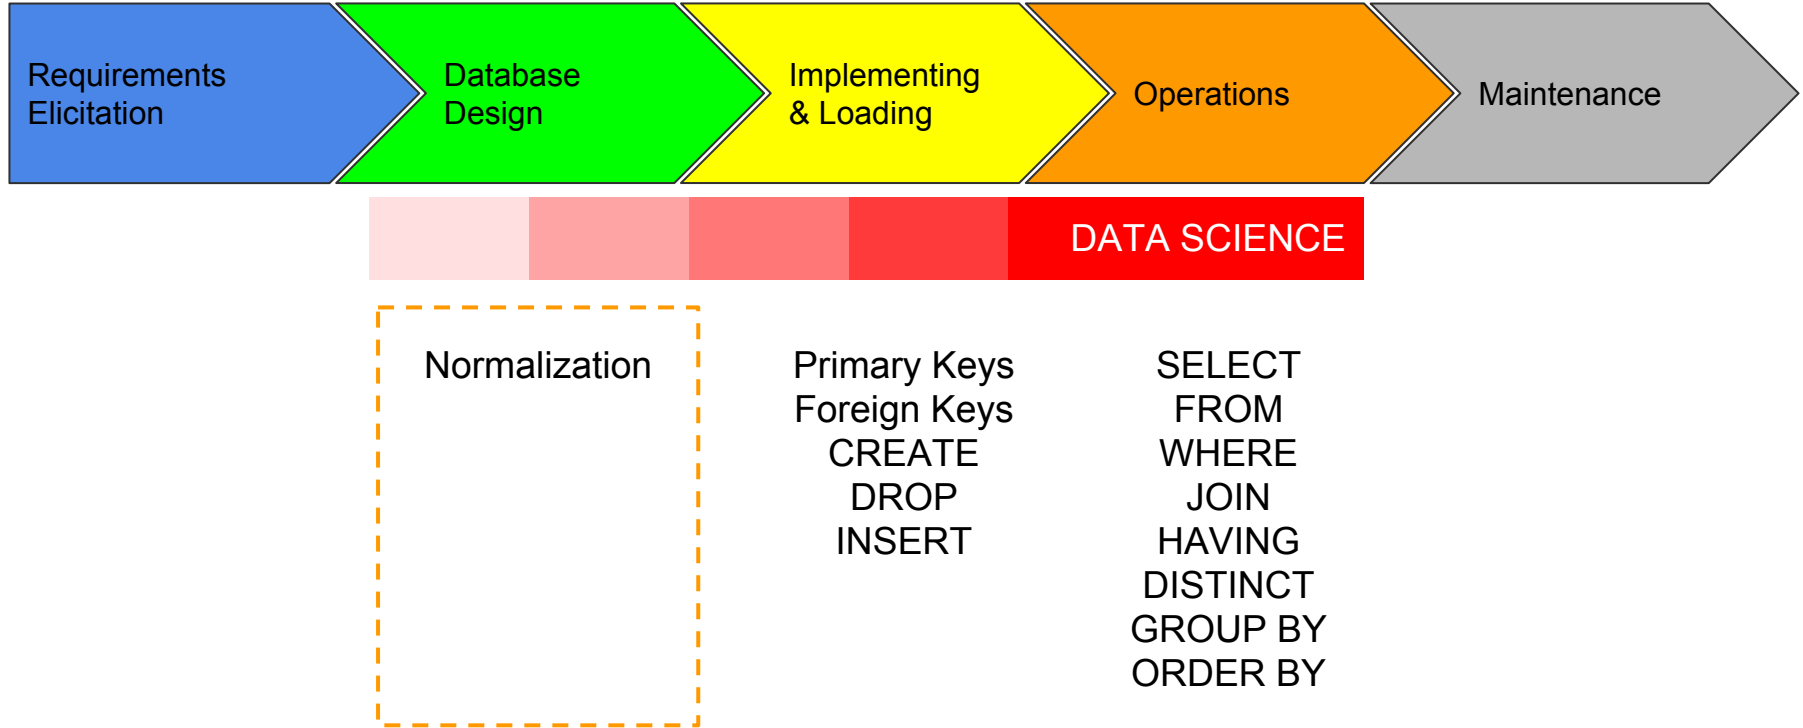 Requirements
Elicitation
Database
Design
Implementing
& Loading
Operations
Maintenance
DATA SCIENCE
Normalization
Primary Keys
Foreign Keys
CREATE
DROP
INSERT
SELECT
FROM
WHERE
JOIN
HAVING
DISTINCT
GROUP BY
ORDER BY